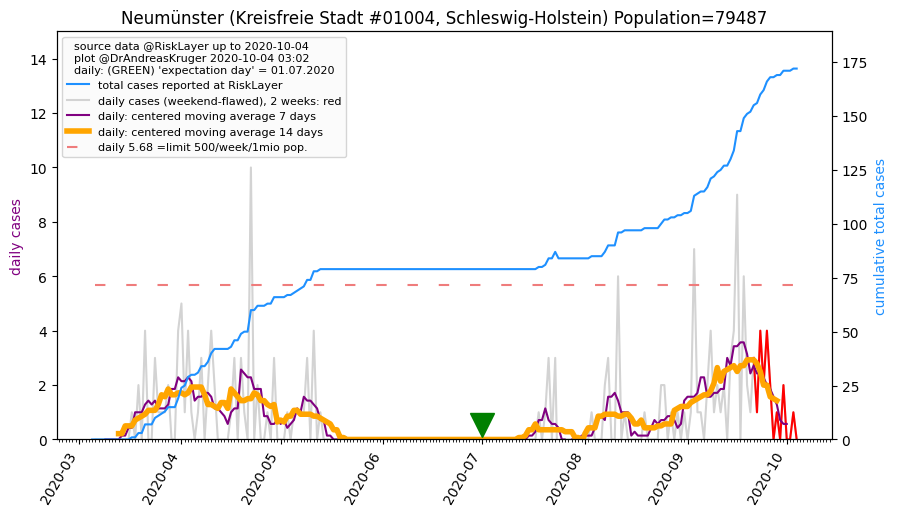 Neumünster (Kreisfreie Stadt #01004, Schleswig-Holstein) Population=79487
source data @RiskLayer up to 2020-10-04
plot @DrAndreasKruger 2020-10-04 03:02
daily: (GREEN) 'expectation day' = 01.07.2020
total cases reported at RiskLayer
daily cases (weekend-flawed), 2 weeks: red
daily: centered moving average 7 days
daily: centered moving average 14 days
daily 5.68 =limit 500/week/1mio pop.
daily cases
14
12
10
8
6
4
2
0
175
150
125
100
75
50
25
0
cumulative total cases
2020-03
2020-04
2020-05
2020-06
2020-07
2020-08
2020-09
2020-10